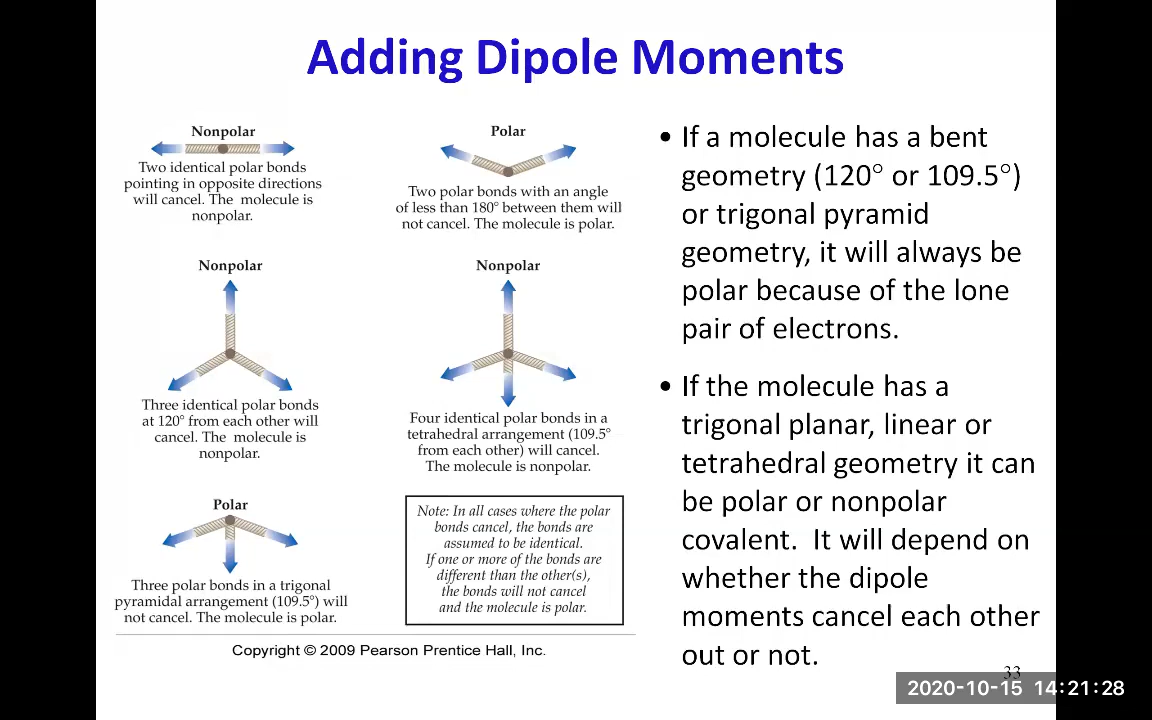 Adding Dipole Moments
Nonpolar
Two identical polar bonds
pointing in opposite directions
will cancel. The molecule is
nonpolar.
Polar
Two polar bonds with an angle
of less than 180° between them will
not cancel. The molecule is polar.
Nonpolar
Three identical polar bonds
at 120° from each other will
cancel. The molecule is
nonpolar.
Nonpolar
Four identical polar bonds in a
tetrahedral arrangement (109.5°
from each other) will cancel.
The molecule is nonpolar.
Polar
Three polar bonds in a trigonal
pyramidal arrangement (109.5°) will
not cancel. The molecule is polar.
Note: In all cases where the polar
bonds cancel, the bonds are
assumed to be identical.
If one or more of the bonds are
different than the other(s),
the bonds will not cancel
and the molecule is polar.
Copyright © 2009 Pearson Prentice Hall, Inc.
• If a molecule has a bent
geometry (120° or 109.5°)
or trigonal pyramid
geometry, it will always be
polar because of the lone
pair of electrons.
• If the molecule has a
trigonal planar, linear or
tetrahedral geometry it can
be polar or nonpolar
covalent. It will depend on
whether the dipole
moments cancel each other
out or not.
33
2020-10-15 14:21:28